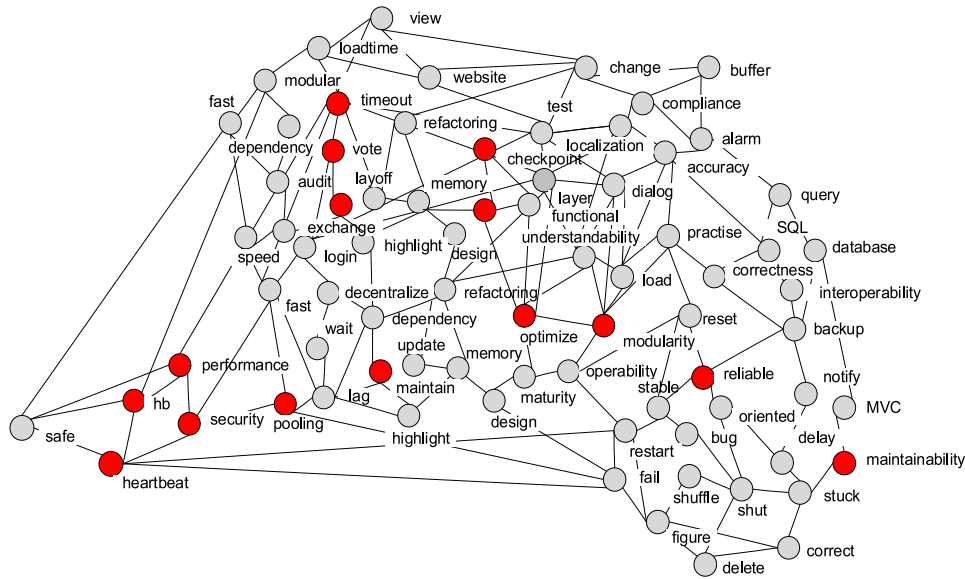 view
loadtime
website
change
buffer
modular
fast
timeout
test
compliance
refactoring
dependency
vote
checkpoint
localization
alarm
audit
layoff
memory
layer
dialog
accuracy
query
exchange
functional
SQL
speed
login
highlight
design
understandability
practise
database
correctness
fast
decentralize
refactoring
load
interoperability
wait
dependency
optimize
modularity
reset
backup
update
memory
performance
hb
lag
maintain
maturity
operability
stable
reliable
notify
safe
security
pooling
highlight
design
oriented
MVC
bug
delay
restart
heartbeat
fail
shuffle
shut
stuck
maintainability
figure
correct
delete